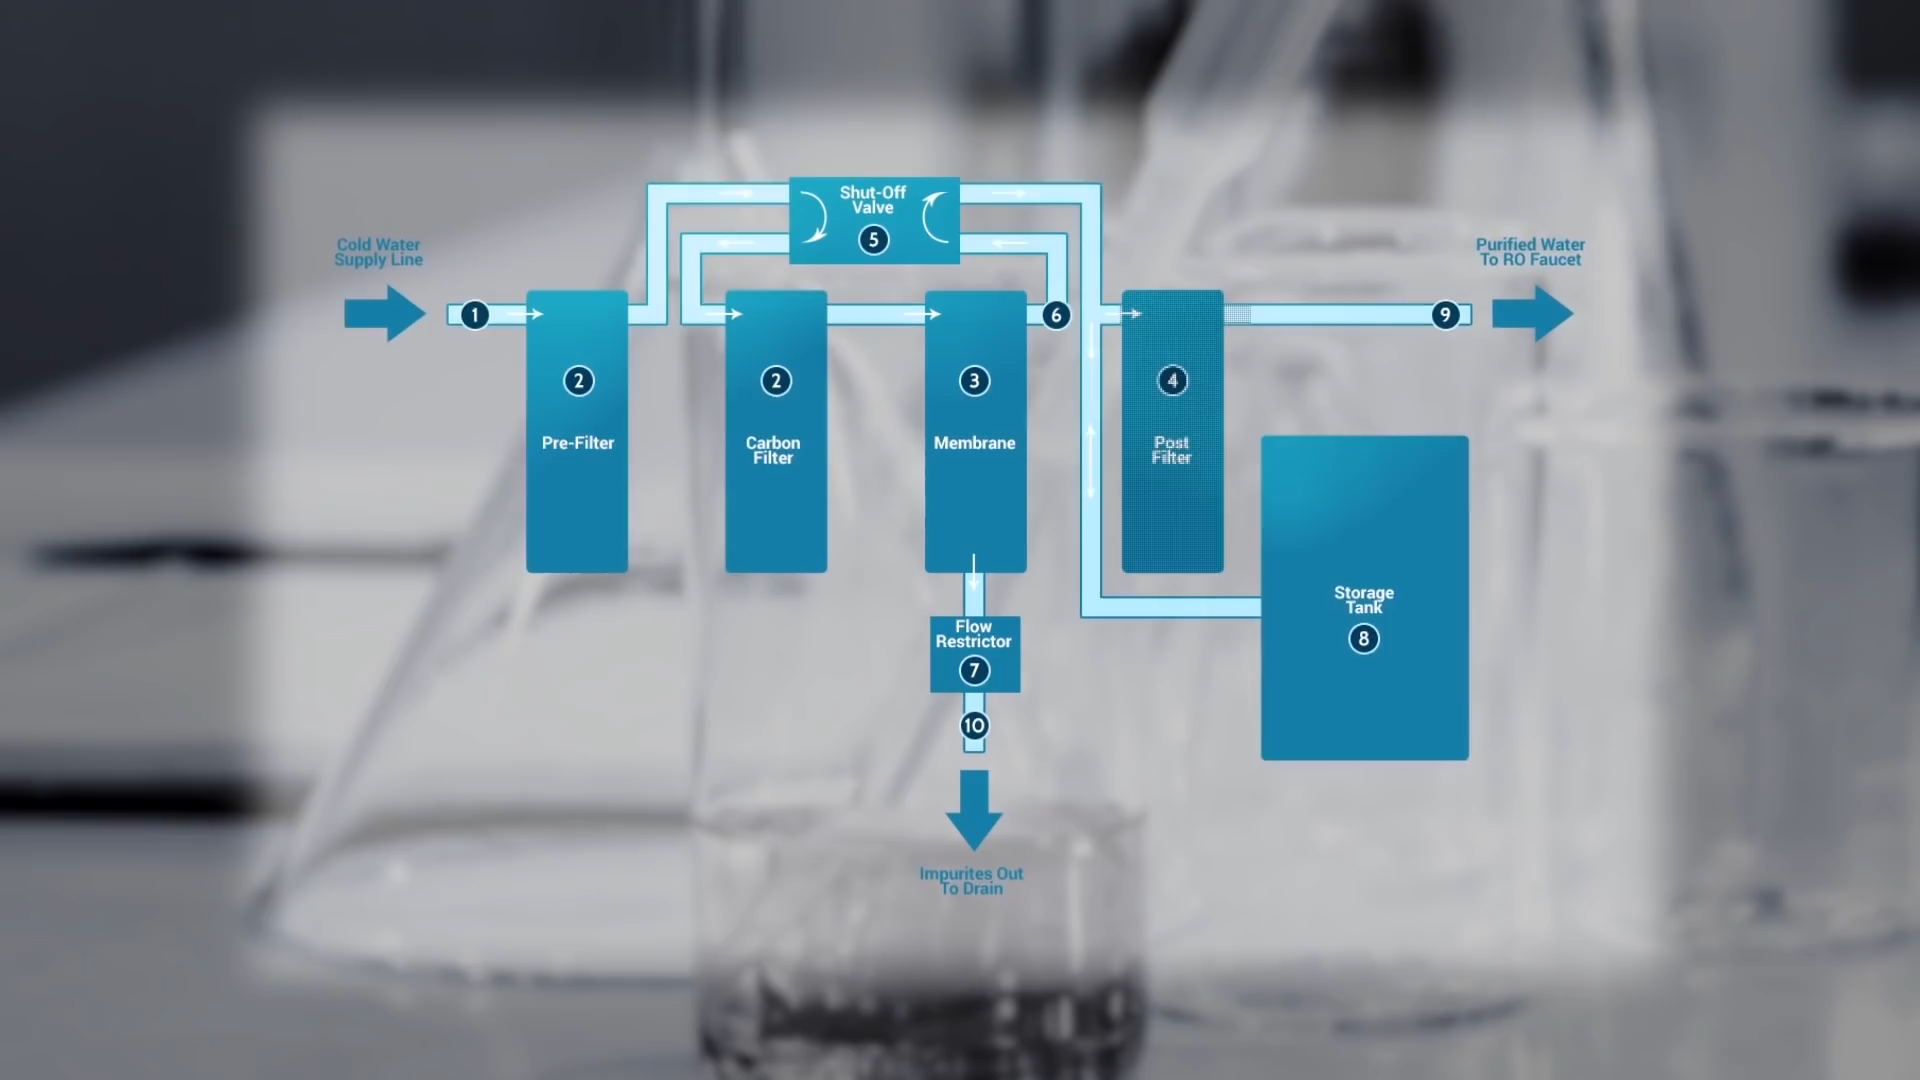 Shut-Off
Valve
5
Cold Water
Supply Line
Purified Water
To RO Faucet
1
6
9
2
Pre-Filter
2
Carbon
Filter
3
Membrane
4
Post
Filter
Storage
Tank
8
Flow
Restrictor
7
10
Impurites Out
To Drain